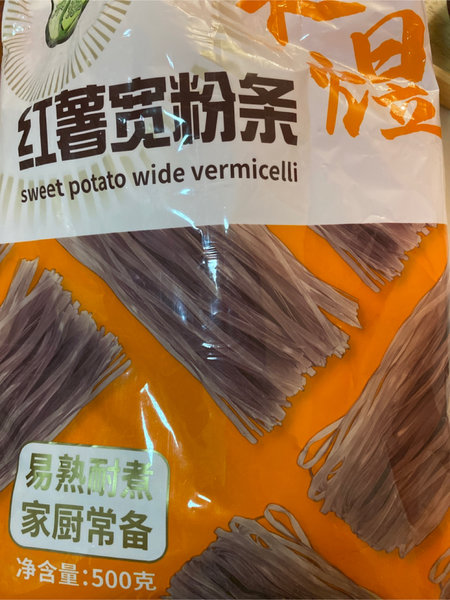 红薯宽粉条
sweet potato wide vermicelli
易熟耐煮
家厨常备
净含量:500克